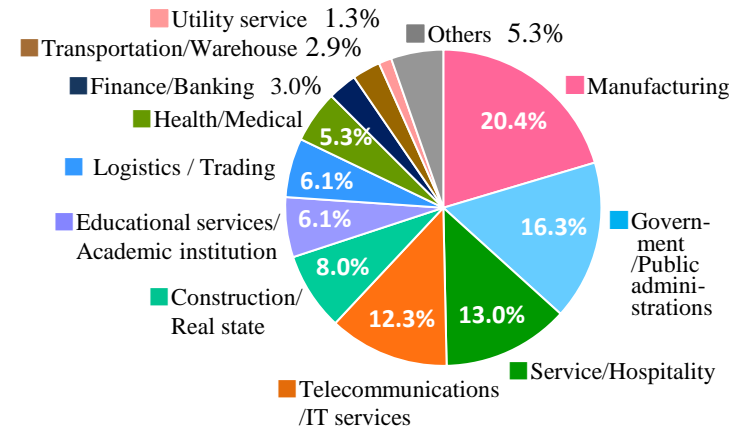 Utility service 1.3%
Others 5.3%
Transportation/Warehouse 2.9%
Finance/Banking 3.0%
Manufacturing
20.4%
Health/Medical
5.3%
Logistics / Trading
6.1%
Educational services/
Academic institution
6.1%
Govern-
ment
/Public
admini-
strations
16.3%
Construction/
Real state
8.0%
12.3%
13.0%
Service/Hospitality
Telecommunications
/IT services